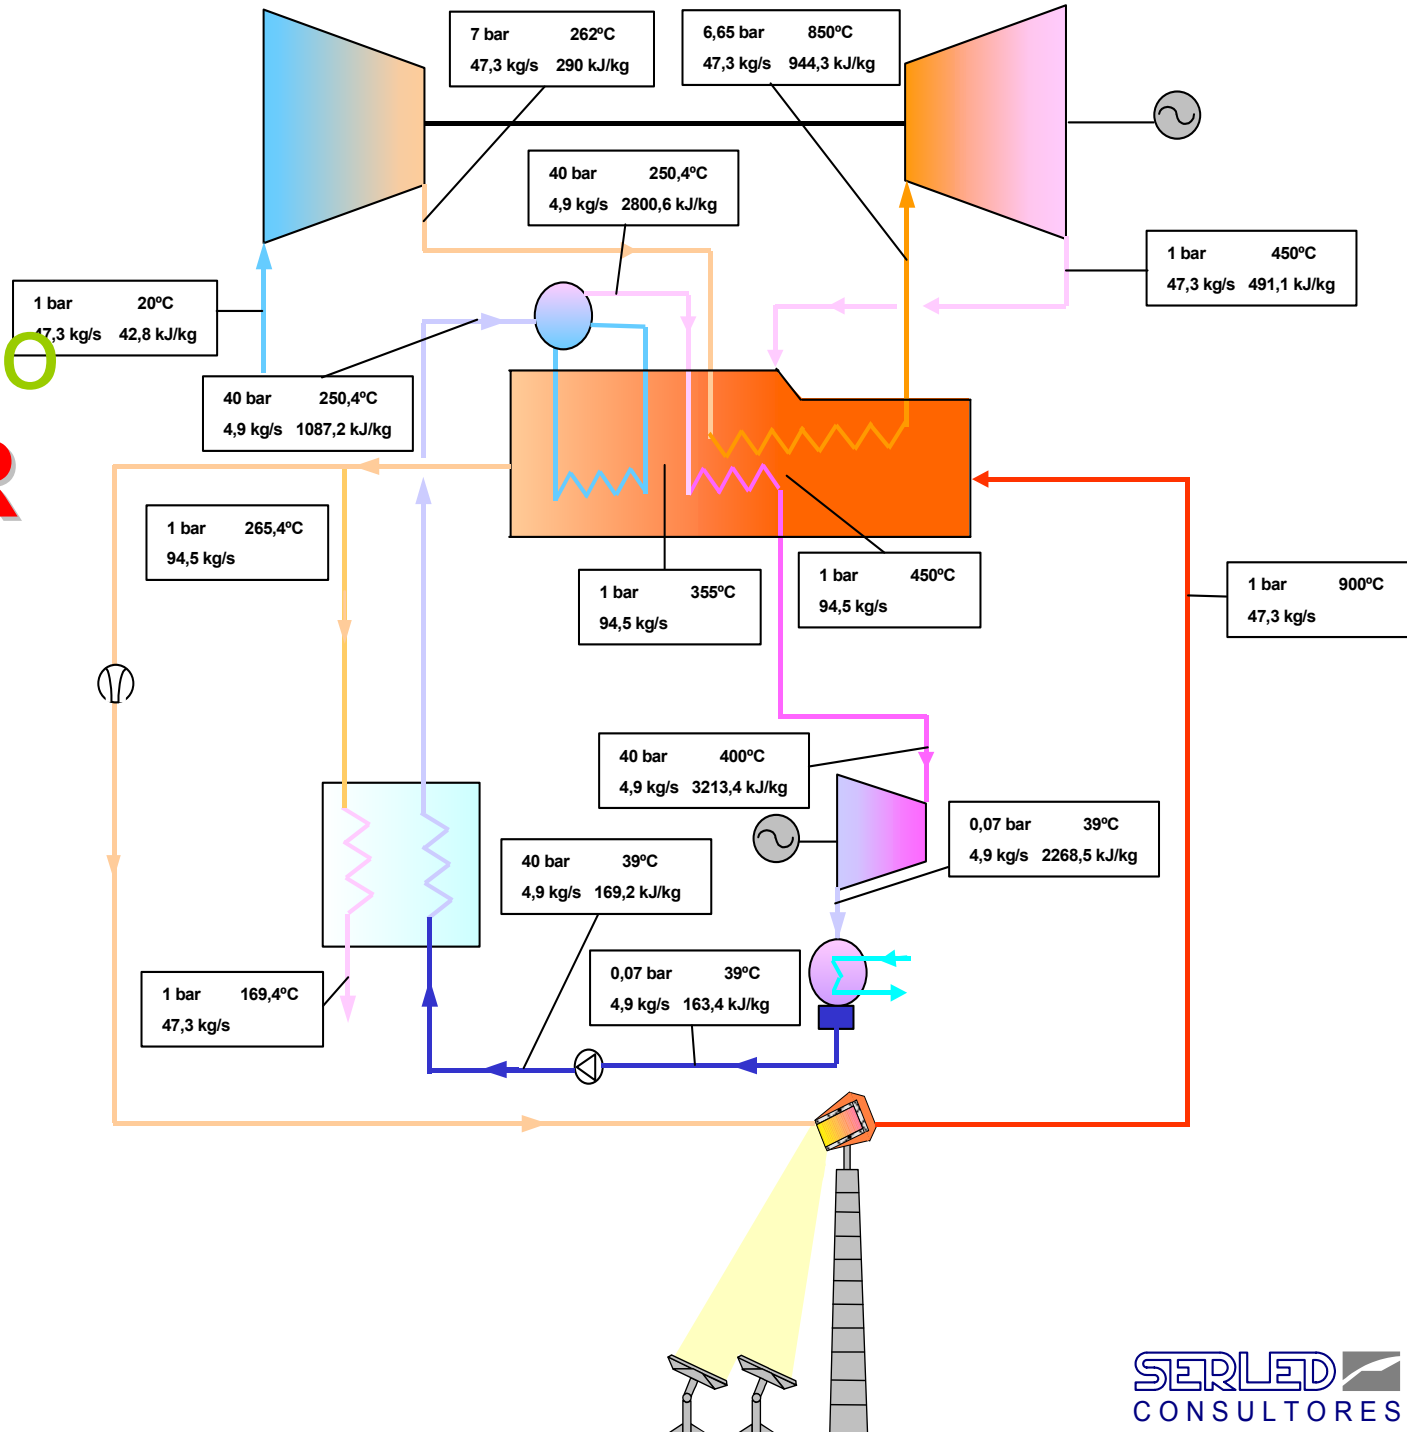 7 bar 262ºC
47,3 kg/s 290 kJ/kg
6,65 bar 850ºC
47,3 kg/s 944,3 kJ/kg
40 bar 250,4ºC
4,9 kg/s 2800,6 kJ/kg
1 bar 450ºC
47,3 kg/s 491,1 kJ/kg
1 bar 20ºC
47,3 kg/s 42,8 kJ/kg
O
40 bar 250,4ºC
4,9 kg/s 1087,2 kJ/kg
R
1 bar 265,4ºC
94,5 kg/s
1 bar 355ºC
94,5 kg/s
1 bar 450ºC
94,5 kg/s
1 bar 900ºC
47,3 kg/s
40 bar 400ºC
4,9 kg/s 3213,4 kJ/kg
0,07 bar 39ºC
4,9 kg/s 2268,5 kJ/kg
40 bar 39ºC
4,9 kg/s 169,2 kJ/kg
0,07 bar 39ºC
4,9 kg/s 163,4 kJ/kg
1 bar 169,4ºC
47,3 kg/s
SERLED
CONSULTORES